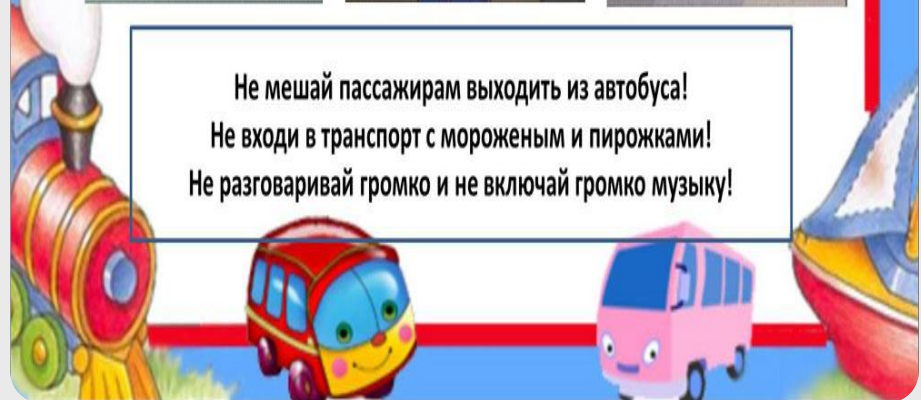 Не мешай пассажирам выходить из автобуса!
Не входи в транспорт с мороженым и пирожками!
Не разговаривай громко и не включай громко музыку!